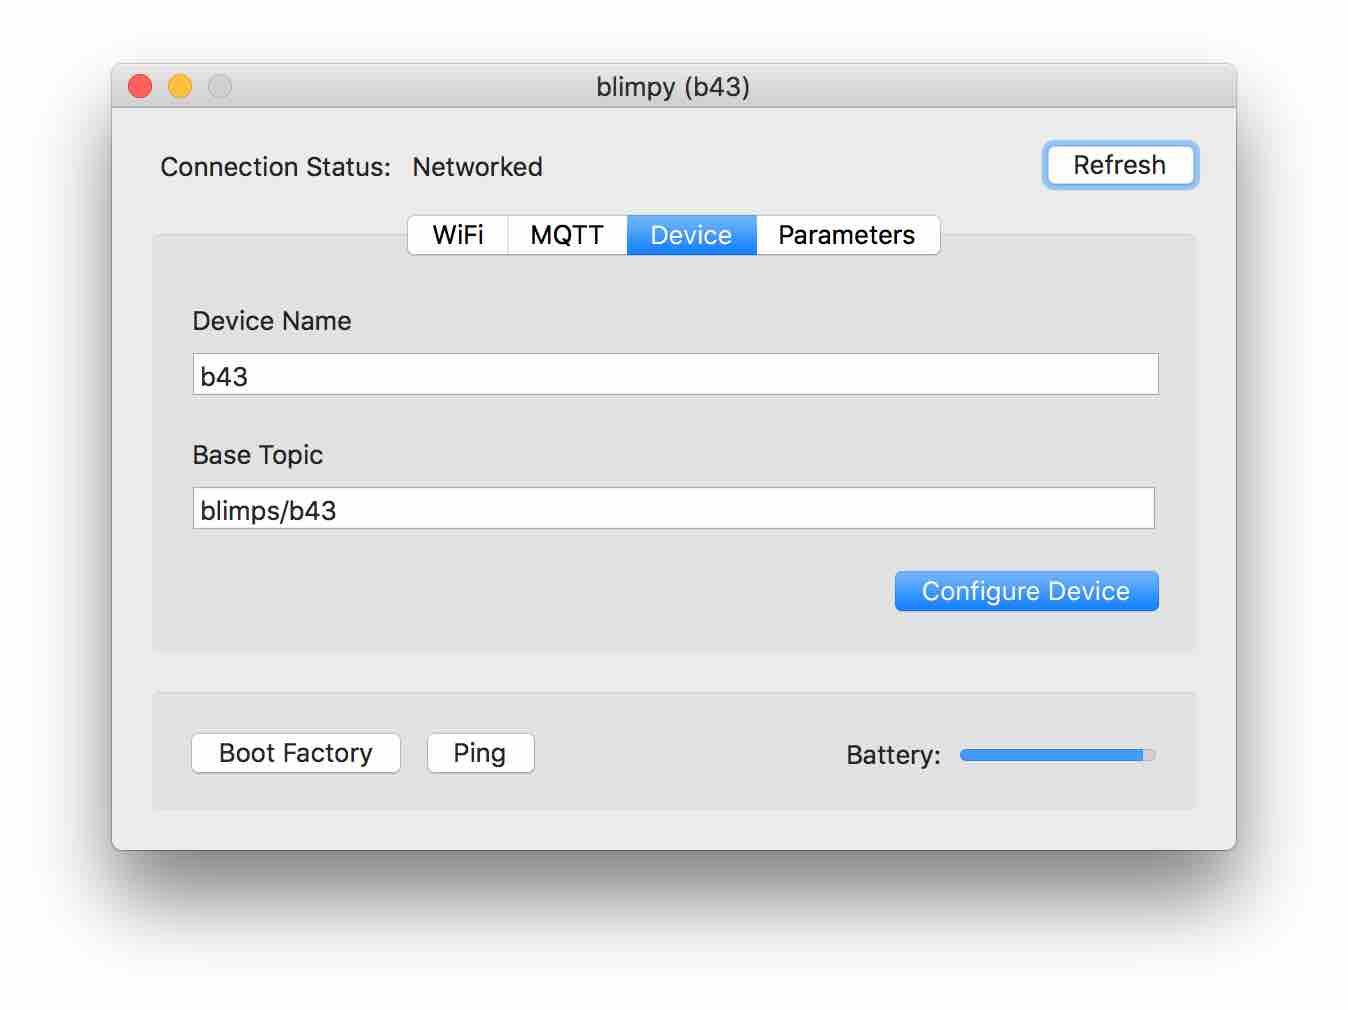 blimpy (b43)
Connection Status: Networked
Refresh
WiFi MQTT Device Parameters
Device Name
b43
Base Topic
blimps/b43
Configure Device
Boot Factory Ping Battery: